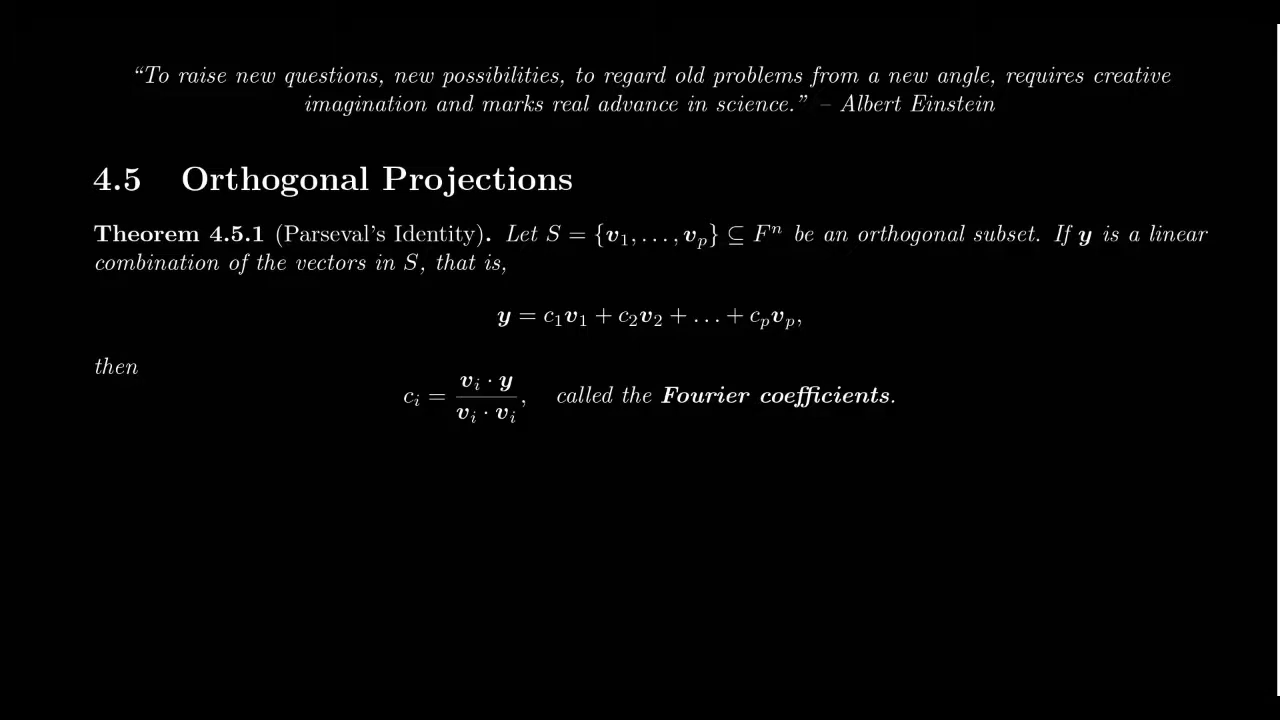 “To raise new questions, new possibilities, to regard old problems from a new angle, requires creative
imagination and marks real advance in science.” – Albert Einstein
4.5 Orthogonal Projections
Theorem 4.5.1 (Parseval’s Identity). Let S = {v₁, . . . , vₚ} ⊆ Fⁿ be an orthogonal subset. If y is a linear
combination of the vectors in S, that is,
y = c₁v₁ + c₂v₂ + . . . + cₚvₚ,
then
cᵢ = (vᵢ · y)/(vᵢ · vᵢ), called the Fourier coefficients.